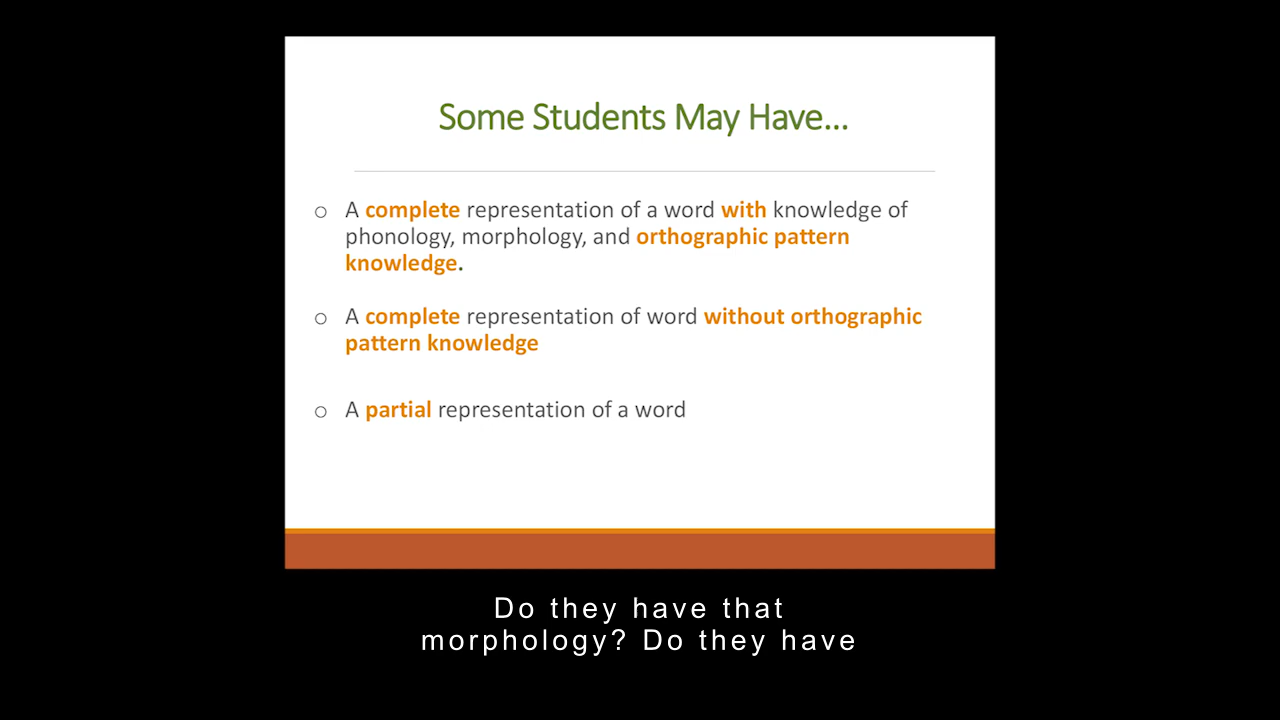 Some Students May Have...
o A complete representation of a word with knowledge of
phonology, morphology, and orthographic pattern
knowledge.
o A complete representation of word without orthographic
pattern knowledge
o A partial representation of a word
Do they have that
morphology? Do they have